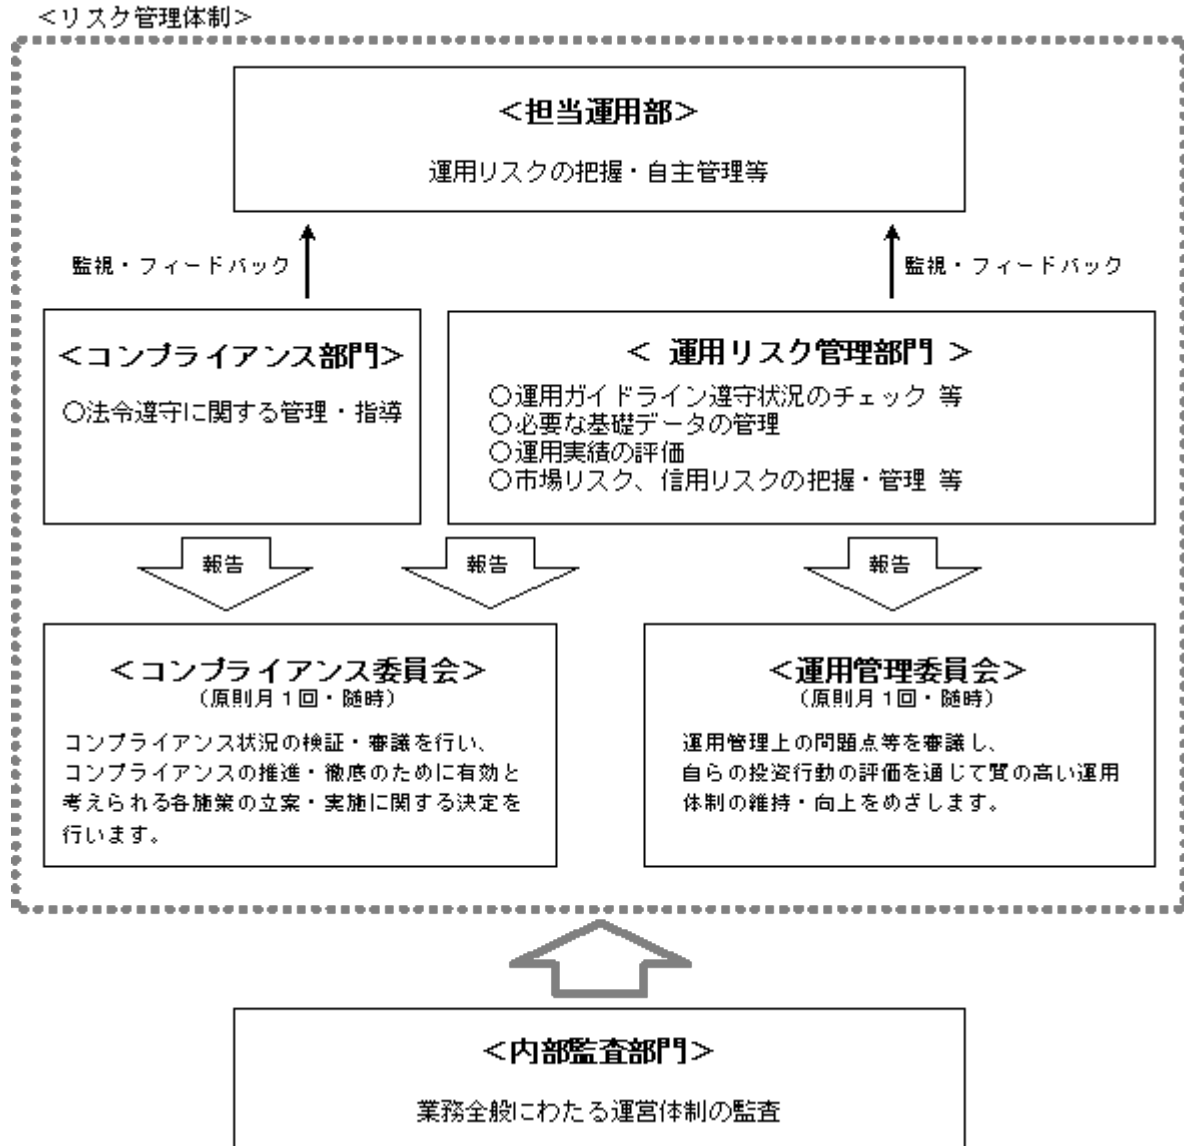 ＜リスク管理体制＞
＜担当運用部＞
運用リスクの把握・自主管理等
監視・フィードバック
監視・フィードバック
＜コンプライアンス部門＞
○法令遵守に関する管理・指導
＜ 運用リスク管理部門 ＞
○運用ガイドライン遵守状況のチェック 等
○必要な基礎データの管理
○運用実績の評価
○市場リスク、信用リスクの把握・管理 等
報告
報告
報告
＜コンプライアンス委員会＞
（原則月１回・随時）
コンプライアンス状況の検証・審議を行い、
コンプライアンスの推進・徹底のために有効と
考えられる各施策の立案・実施に関する決定を
行います。
＜運用管理委員会＞
（原則月１回・随時）
運用管理上の問題点等を審議し、
自らの投資行動の評価を通じて質の高い運用
体制の維持・向上をめざします。
＜内部監査部門＞
業務全般にわたる運営体制の監査